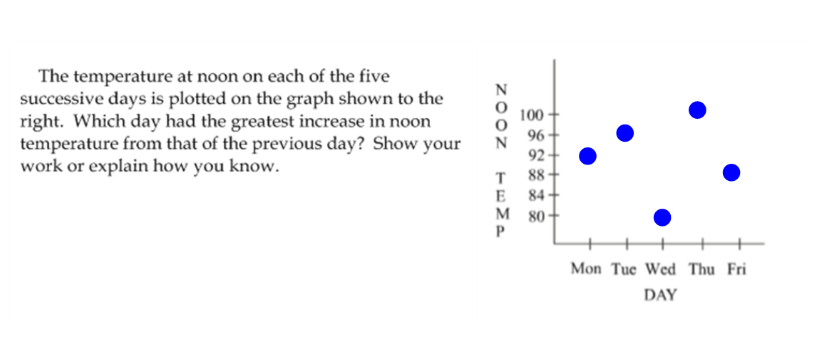 The temperature at noon on each of the five
successive days is plotted on the graph shown to the
right. Which day had the greatest increase in noon
temperature from that of the previous day? Show your
work or explain how you know.
NOON TEMP
100
96
92
88
84
80
Mon Tue Wed Thu Fri
DAY